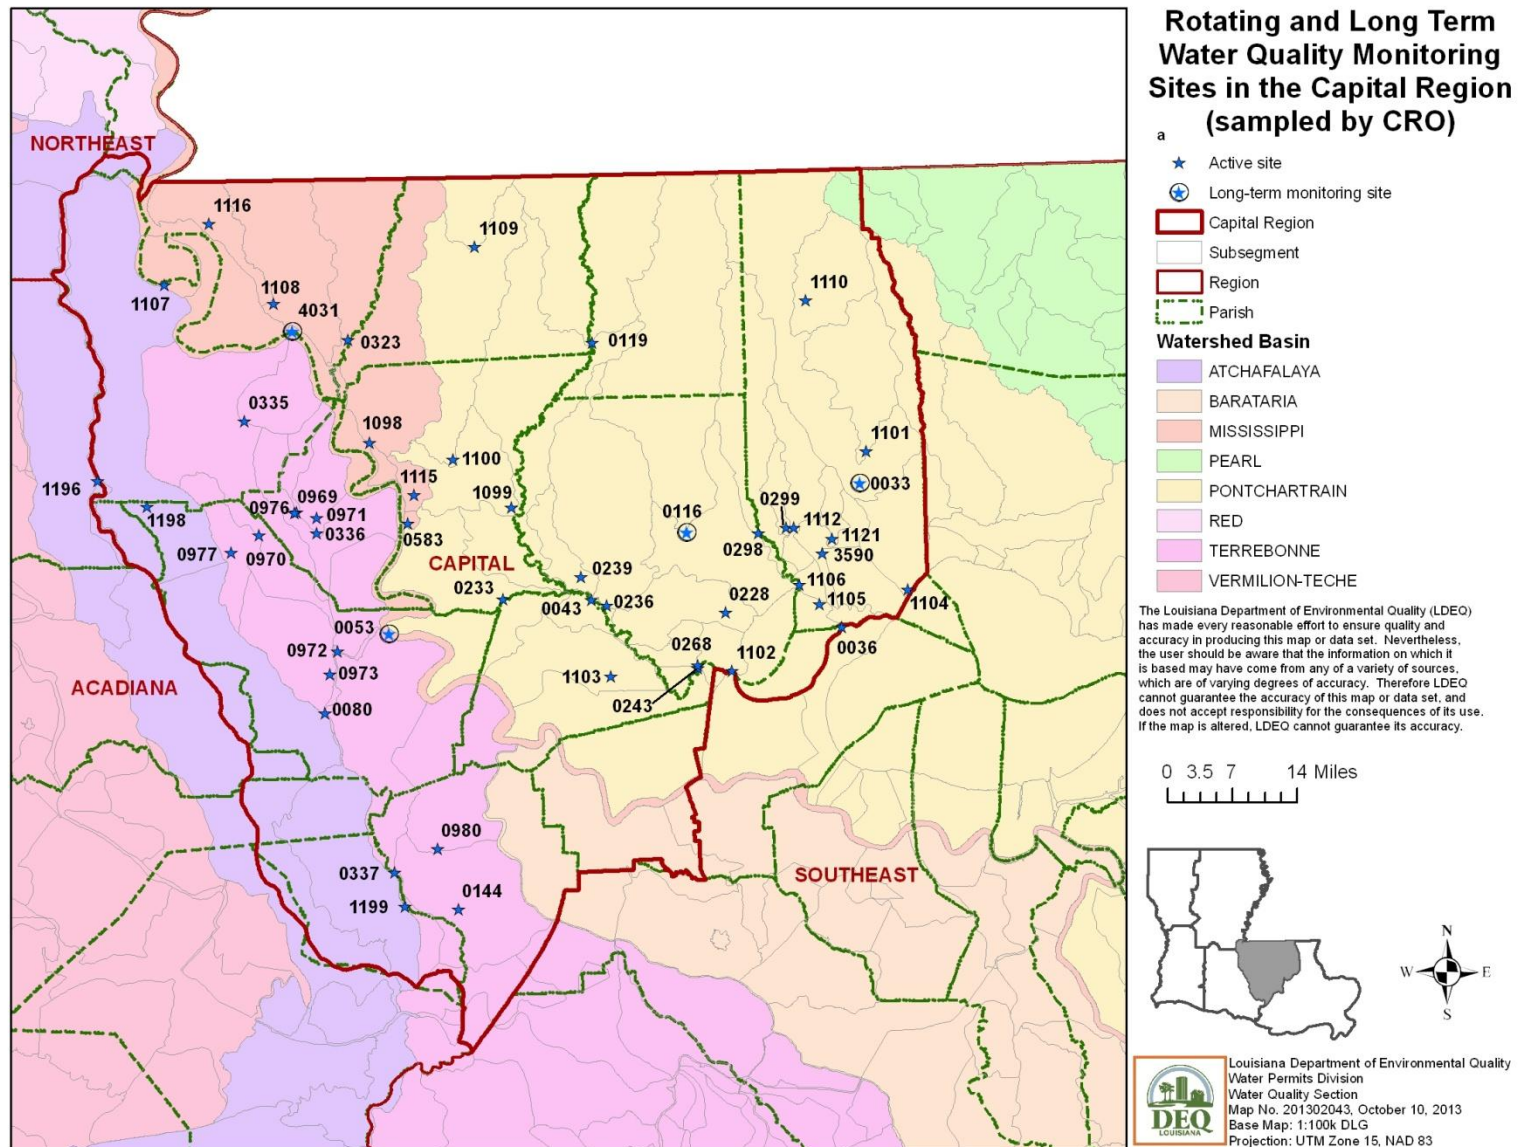 Rotating and Long Term
Water Quality Monitoring
Sites in the Capital Region
(sampled by CRO)
a
Active site
Long-term monitoring site
Capital Region
Subsegment
Region
Parish
Watershed Basin
ATCHAFALAYA
BARATARIA
MISSISSIPPI
PEARL
PONTCHARTRAIN
RED
TERREBONNE
VERMILION-TECHE
The Louisiana Department of Environmental Quality (LDEQ)
has made every reasonable effort to ensure quality and
accuracy in producing this map or data set. Nevertheless,
the user should be aware that the information on which it
is based may have come from any of a variety of sources,
which are of varying degrees of accuracy. Therefore LDEQ
cannot guarantee the accuracy of this map or data set, and
does not accept responsibility for the consequences of its use.
If the map is altered, LDEQ cannot guarantee its accuracy.
0 3.5 7 14 Miles
N
W E
S
DEQ
LOUISIANA
Louisiana Department of Environmental Quality
Water Permits Division
Water Quality Section
Map No. 201302043, October 10, 2013
Base Map: 1:100k DLG
Projection: UTM Zone 15, NAD 83
NORTHEAST
1116
1109
1110
1107
1108
4031
0323
0119
0335
1098
1101
1100
1196
1115
0033
1099
0969
0976
0971
0299
1112
0116
1198
0336
0583
1121
0298
3590
0977
0970
CAPITAL
0239
1106
0233
0043
0236
0228
1105
1104
0053
0972
0268
1102
0036
0973
1103
ACADIANA
0243
0080
0980
0337
SOUTHEAST
1199
0144